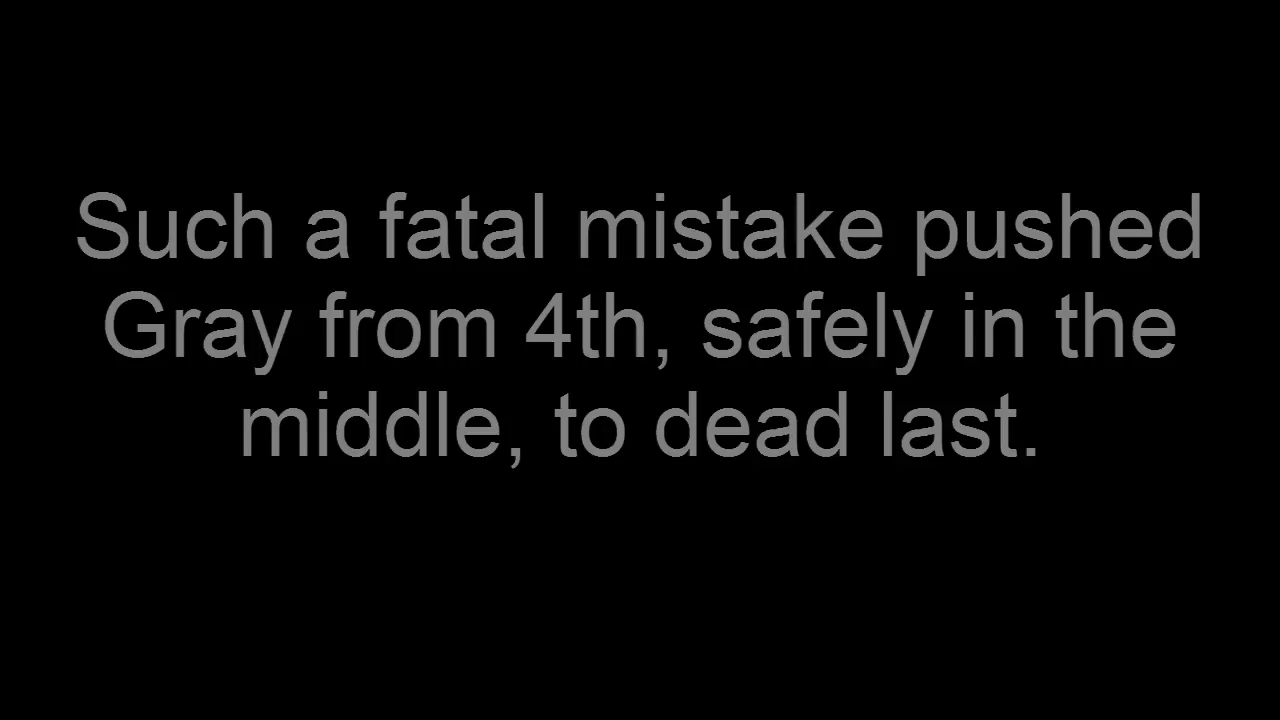 Such a fatal mistake pushed
Gray from 4th, safely in the
middle, to dead last.